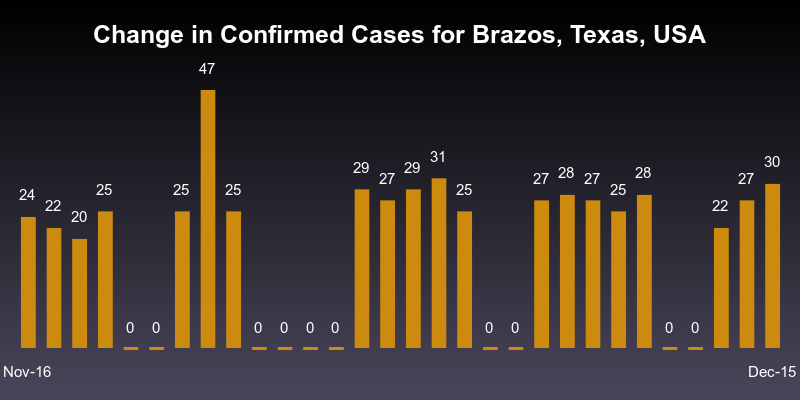 Change in Confirmed Cases for Brazos, Texas, USA
24 22 20 25 0 0 25 47 25 0 0 0 0 29 27 29 31 25 0 0 27 28 27 25 28 0 0 22 27 30
Nov-16 Dec-15